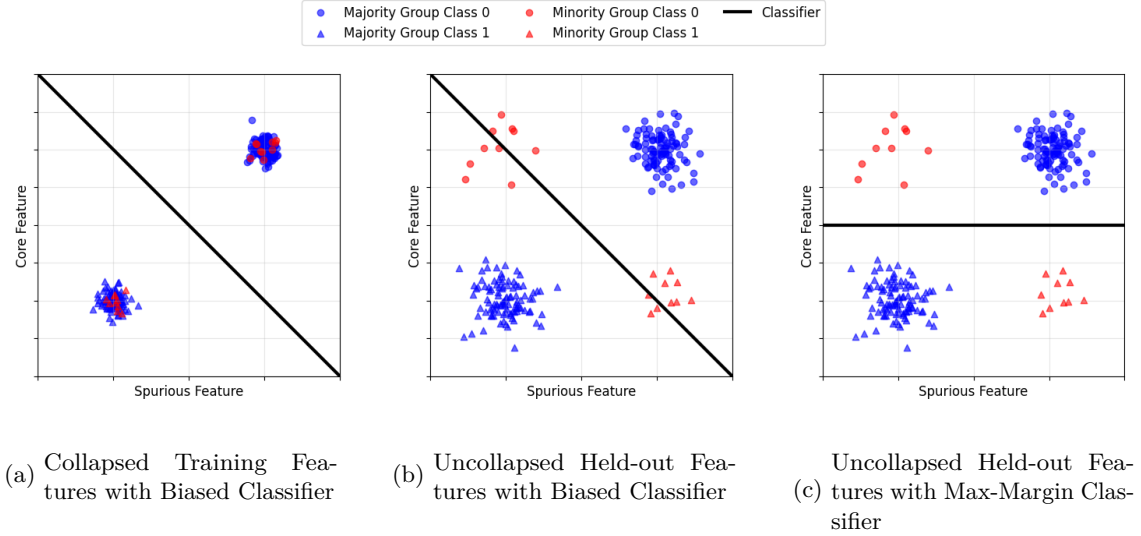 Majority Group Class 0
Minority Group Class 0
Classifier
Majority Group Class 1
Minority Group Class 1
Core Feature
Spurious Feature
Core Feature
Spurious Feature
Core Feature
Spurious Feature
(a) Collapsed Training Fea-
tures with Biased Classifier
(b) Uncollapsed Held-out Fea-
tures with Biased Classifier
(c) Uncollapsed Held-out Fea-
tures with Max-Margin Clas-
sifier